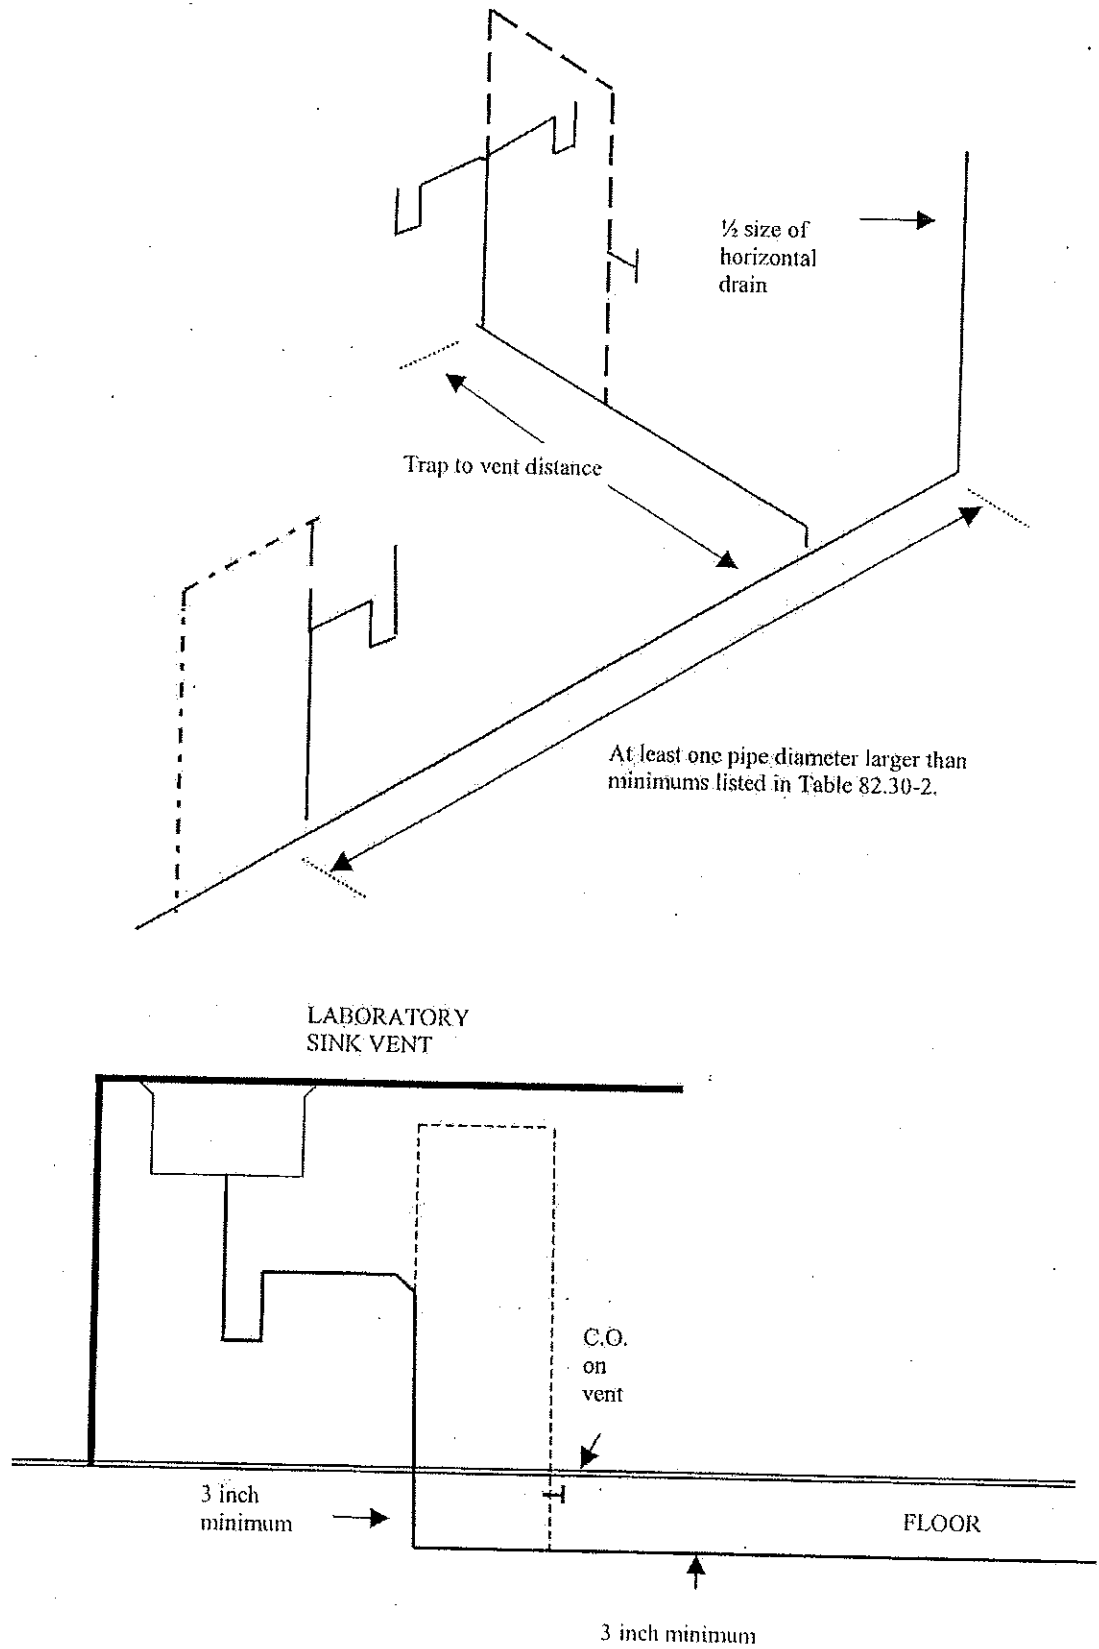 ½ size of
horizontal
drain
Trap to vent distance
At least one pipe diameter larger than
minimums listed in Table 82.30-2.
LABORATORY
SINK VENT
C.O.
on
vent
3 inch
minimum
FLOOR
3 inch minimum